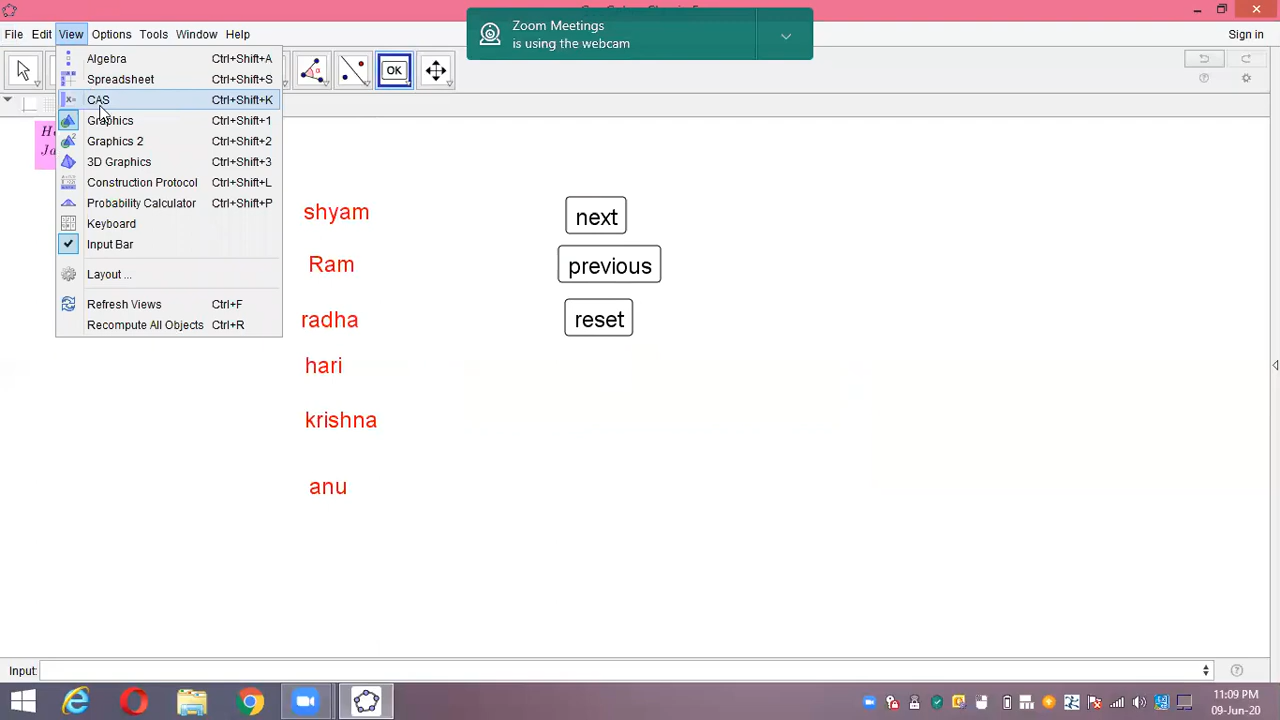 Zoom Meetings
is using the webcam
File Edit View Options Tools Window Help
Sign in
Algebra Ctrl+Shift+A
Spreadsheet Ctrl+Shift+S
CAS Ctrl+Shift+K
Graphics Ctrl+Shift+1
Graphics 2 Ctrl+Shift+2
3D Graphics Ctrl+Shift+3
Construction Protocol Ctrl+Shift+L
Probability Calculator Ctrl+Shift+P
Keyboard
Input Bar
Layout ...
Refresh Views Ctrl+F
Recompute All Objects Ctrl+R
OK
shyam
next
Ram
previous
radha
reset
hari
krishna
anu
Input:
11:09 PM
09-Jun-20